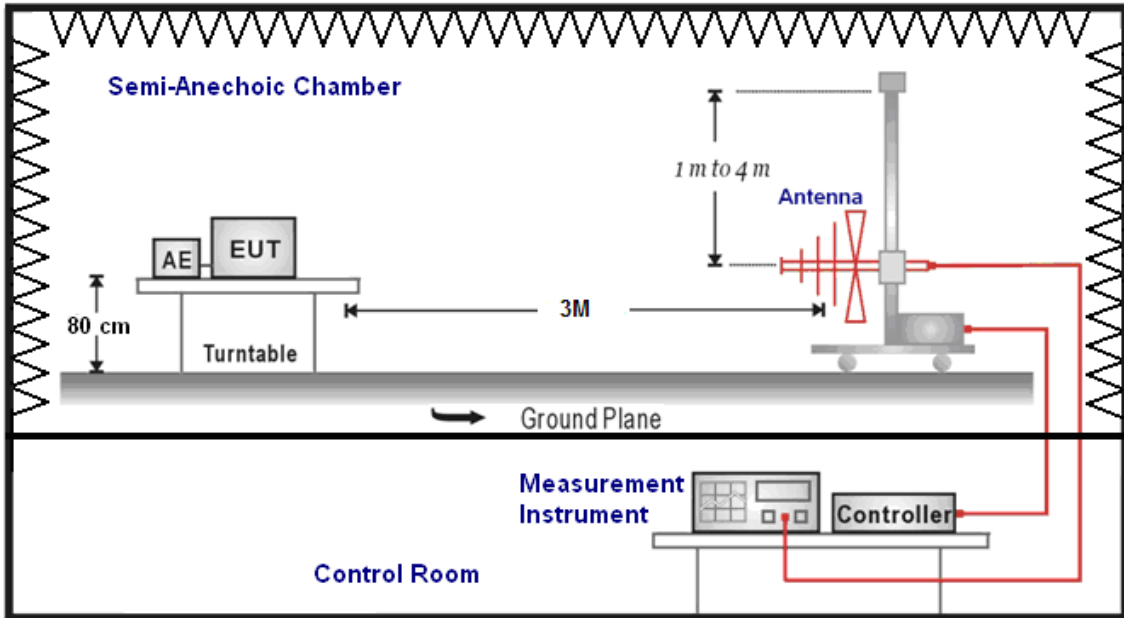 Semi-Anechoic Chamber
1 m to 4 m
Antenna
AE
EUT
3M
80 cm
Turntable
Ground Plane
Measurement
Instrument
Controller
Control Room